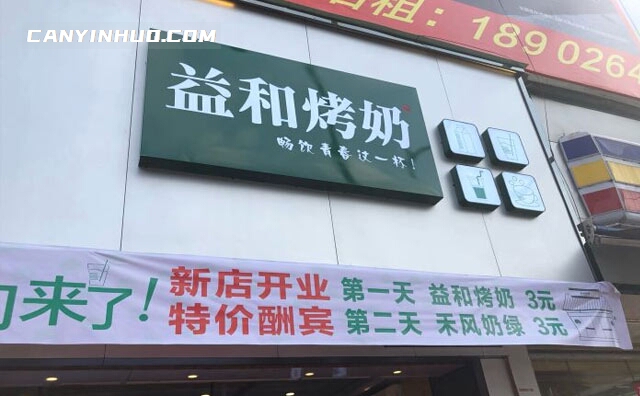 CANYINHUO.COM
租：189 0264
益和烤奶
畅饮青春这一杯！
来了！
新店开业 第一天 益和烤奶 3元
特价酬宾 第二天 禾风奶绿 3元